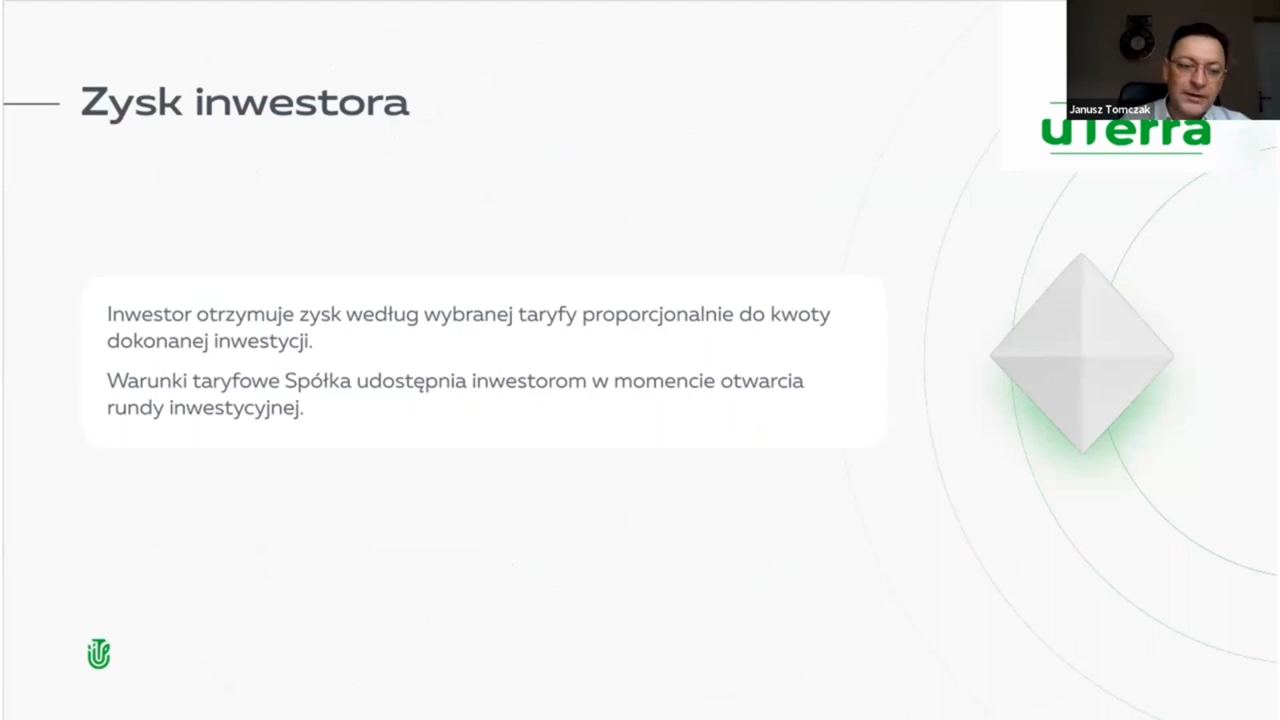 Zysk inwestora
Janusz Tomczak
uTerra
Inwestor otrzymuje zysk według wybranej taryfy proporcjonalnie do kwoty
dokonanej inwestycji.
Warunki taryfowe Spółka udostępnia inwestorom w momencie otwarcia
rundy inwestycyjnej.